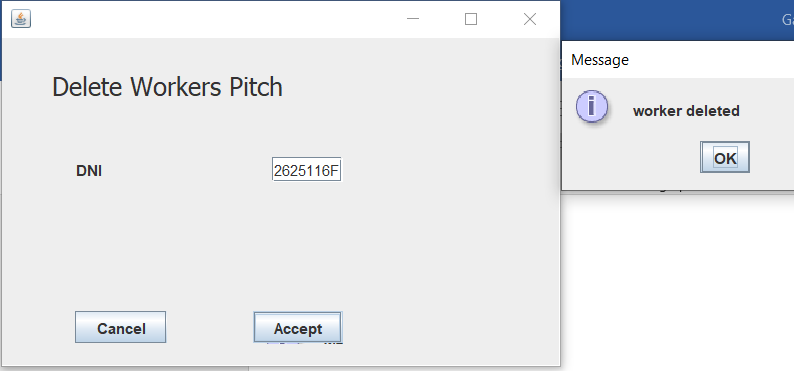 Delete Workers Pitch
DNI
2625116F
Cancel
Accept
Message
worker deleted
OK